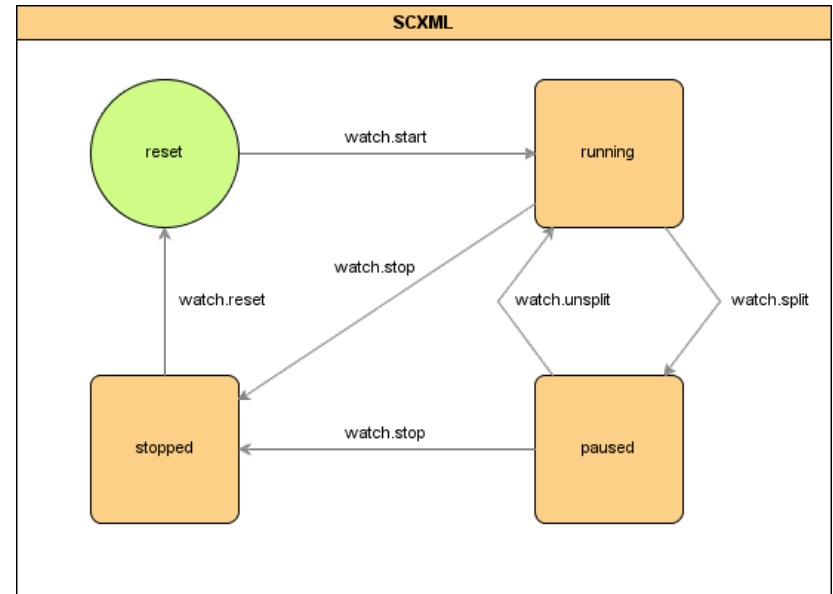 SCXML
reset
watch.start
running
watch.stop
watch.reset
watch.unsplit
watch.split
stopped
watch.stop
paused